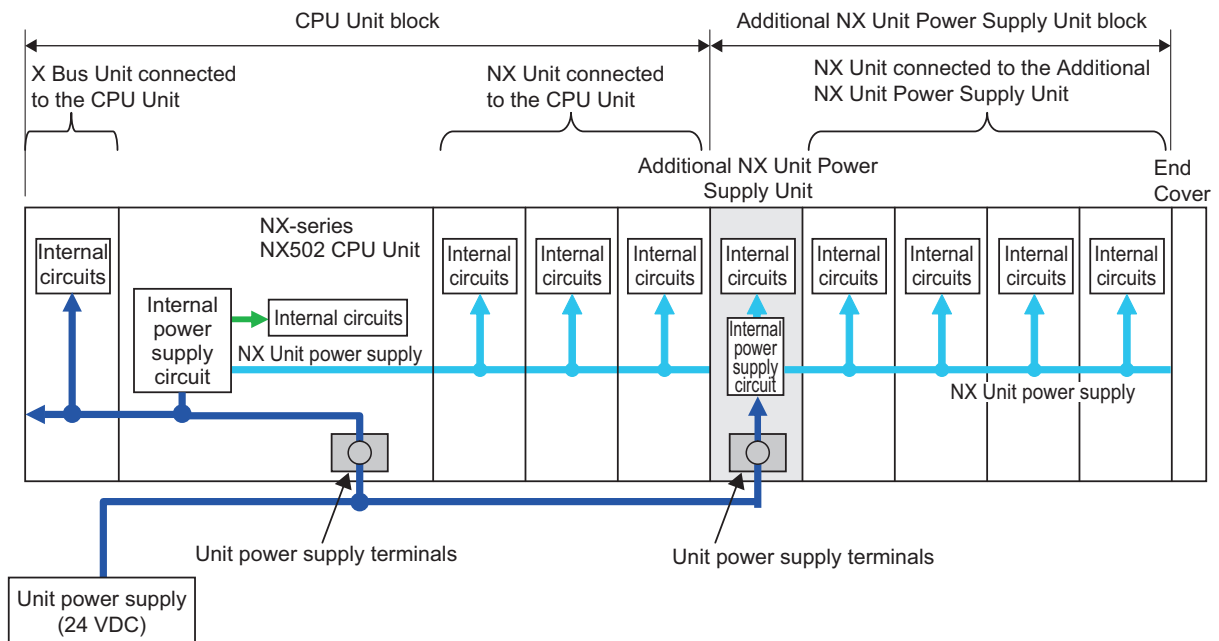 CPU Unit block
Additional NX Unit Power Supply Unit block
X Bus Unit connected
to the CPU Unit
NX Unit connected
to the CPU Unit
NX Unit connected to the Additional
NX Unit Power Supply Unit
Additional NX Unit Power
Supply Unit
End
Cover
NX-series
NX502 CPU Unit
Internal
circuits
Internal
power
supply
circuit
Internal circuits
NX Unit power supply
Internal
circuits
Internal
circuits
Internal
circuits
Internal
circuits
Internal
power
supply
circuit
Internal
circuits
Internal
circuits
Internal
circuits
Internal
circuits
NX Unit power supply
Unit power supply terminals
Unit power supply terminals
Unit power supply
(24 VDC)